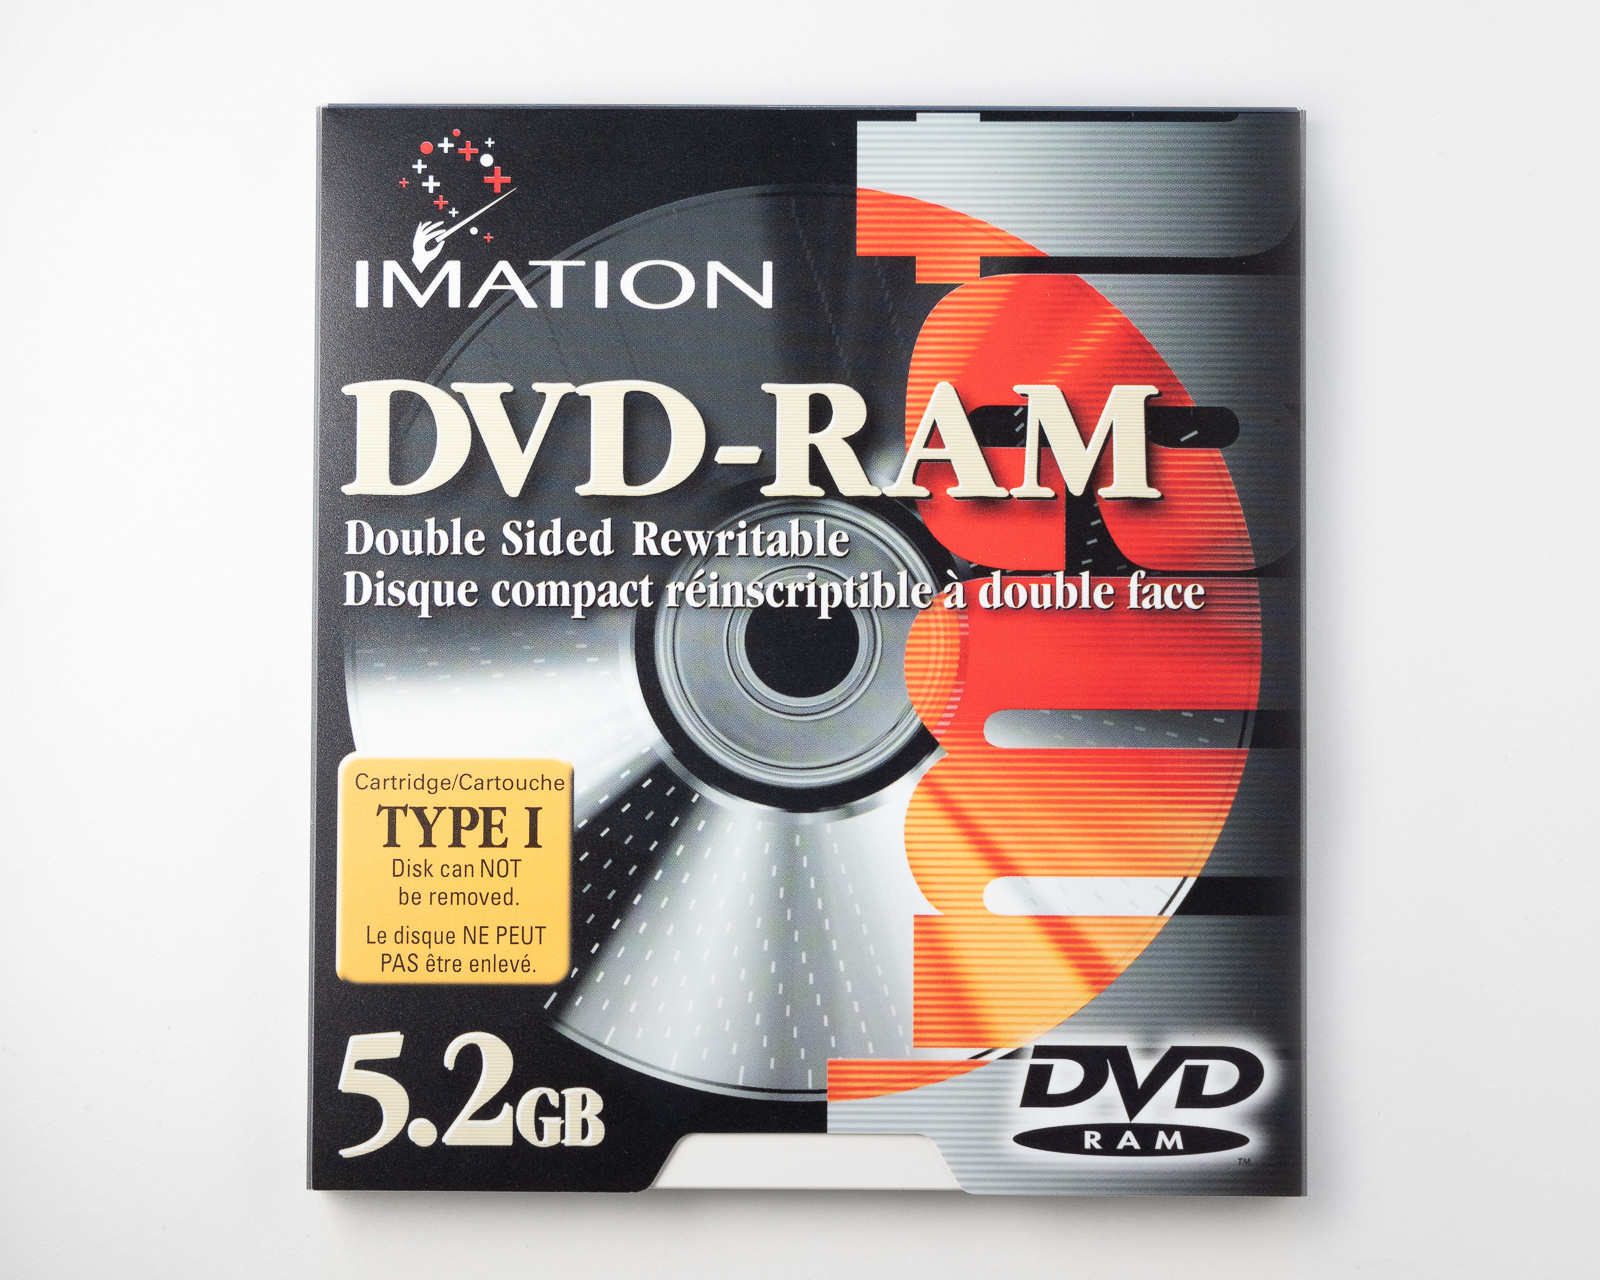 IMATION
DVD-RAM
Double Sided Rewritable
Disque compact réinscriptible à double face
Cartridge/Cartouche
TYPE I
Disk can NOT
be removed.
Le disque NE PEUT
PAS être enlevé.
5.2GB
DVD
RAM
TM